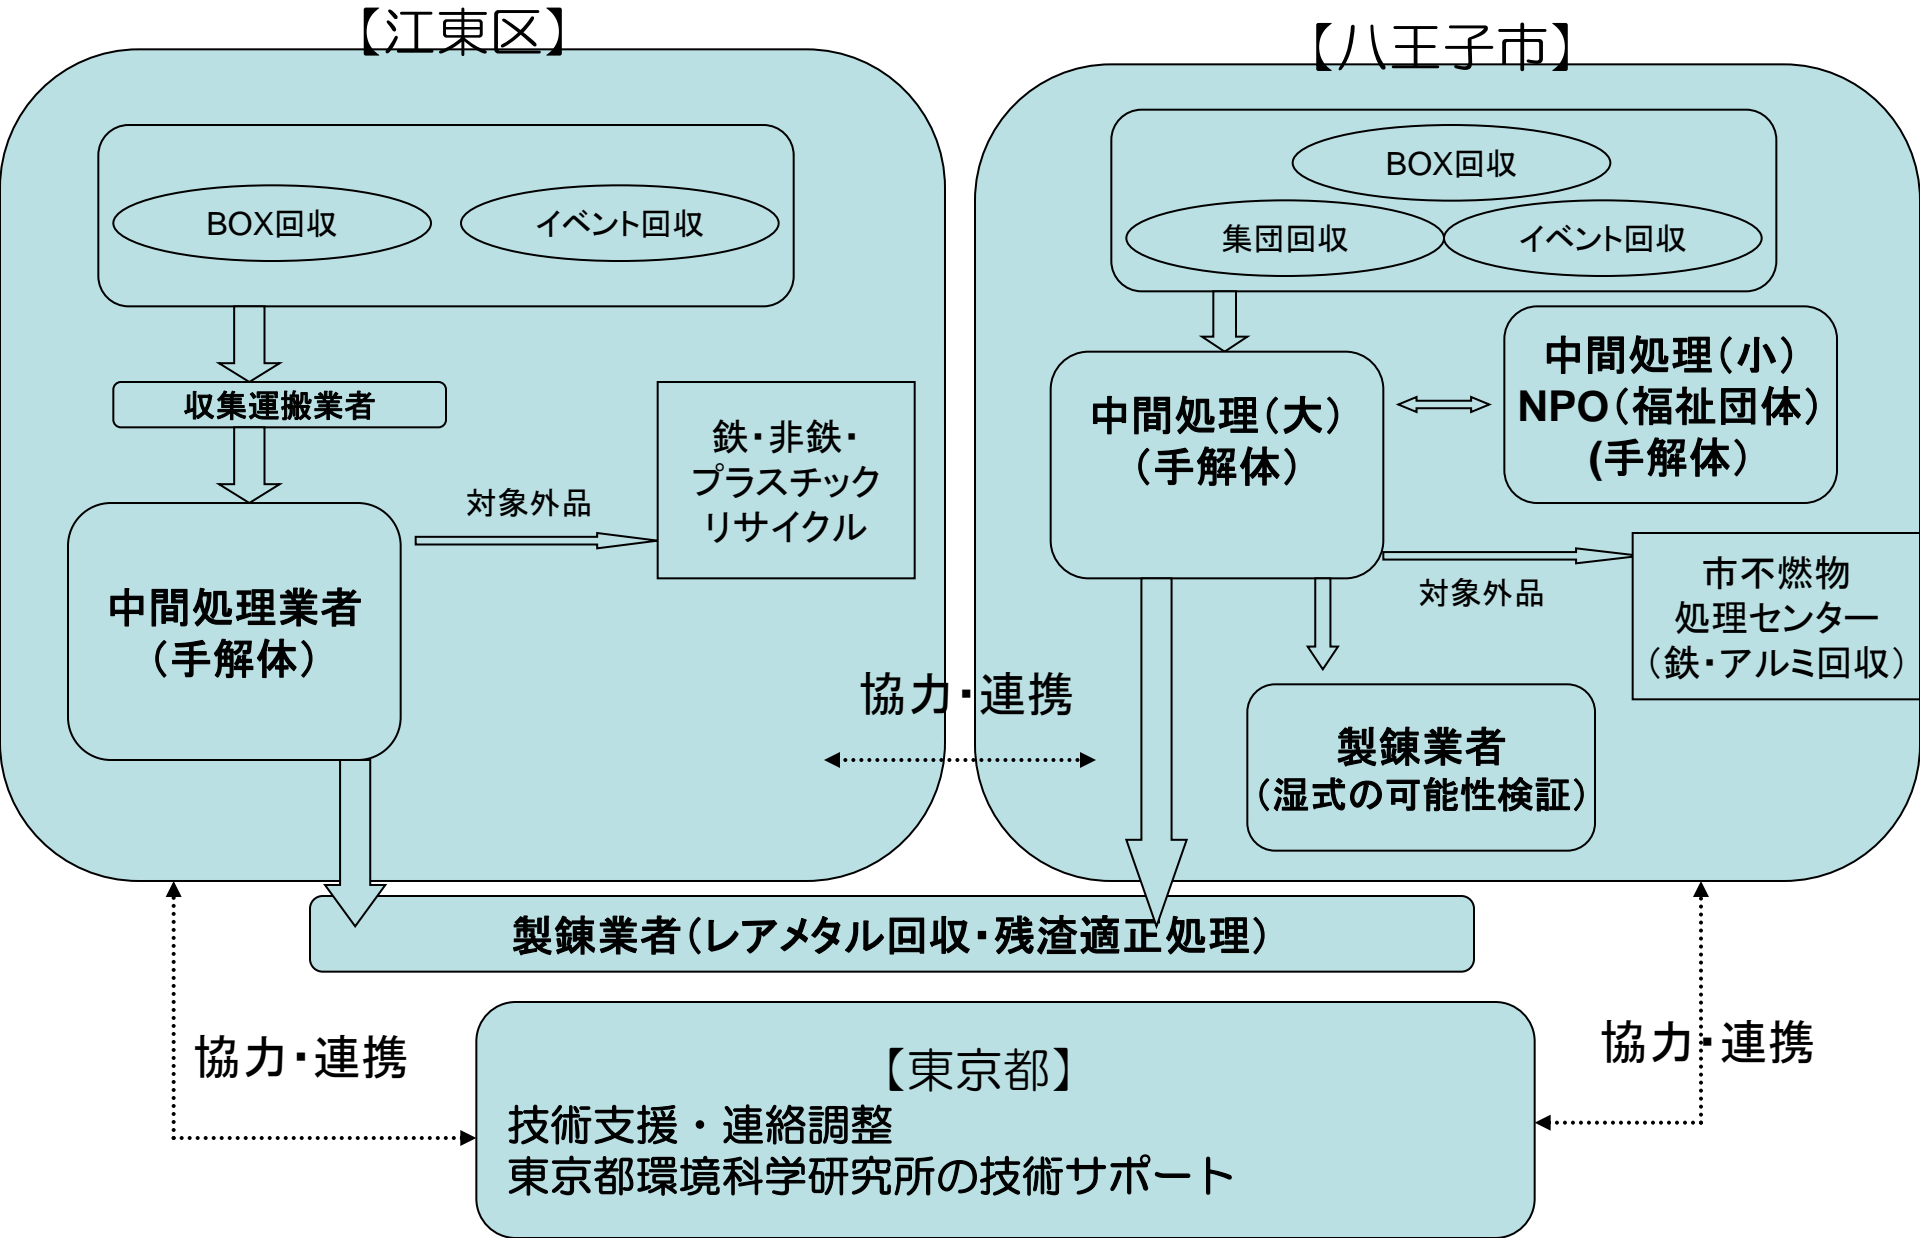 【江東区】
BOX回収
イベント回収
収集運搬業者
鉄・非鉄・
プラスチック
リサイクル
対象外品
中間処理業者
（手解体）
【八王子市】
BOX回収
集団回収
イベント回収
中間処理（大）
（手解体）
中間処理（小）
NPO（福祉団体）
(手解体）
対象外品
市不燃物
処理センター
（鉄・アルミ回収）
製錬業者
（湿式の可能性検証）
協力・連携
製錬業者（レアメタル回収・残渣適正処理）
協力・連携
協力・連携
【東京都】
技術支援・連絡調整
東京都環境科学研究所の技術サポート